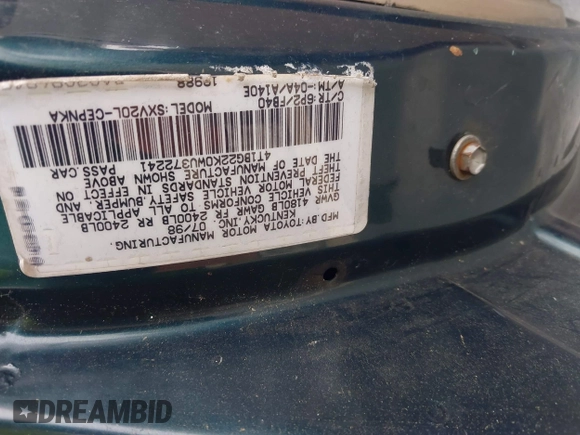 MFD.BY: TOYOTA MOTOR MANUFACTURING.
KENTUCKY.INC. 07/98
GVWR 4180LB GAWR FR 2400LB RR 2400LB
THIS VEHICLE CONFORMS TO ALL APPLICABLE
FEDERAL MOTOR VEHICLE SAFETY BUMPER AND
THEFT PREVENTION STANDARDS IN EFFECT ON
THE DATE OF MANUFACTURE SHOWN ABOVE.
4T1BG22K0WU372241 PASS.CAR
C/TR:6P2/FB40 MODEL:SXV20L-CEPNKA
A/TM:-04A/A140E 12988
DREAMBID